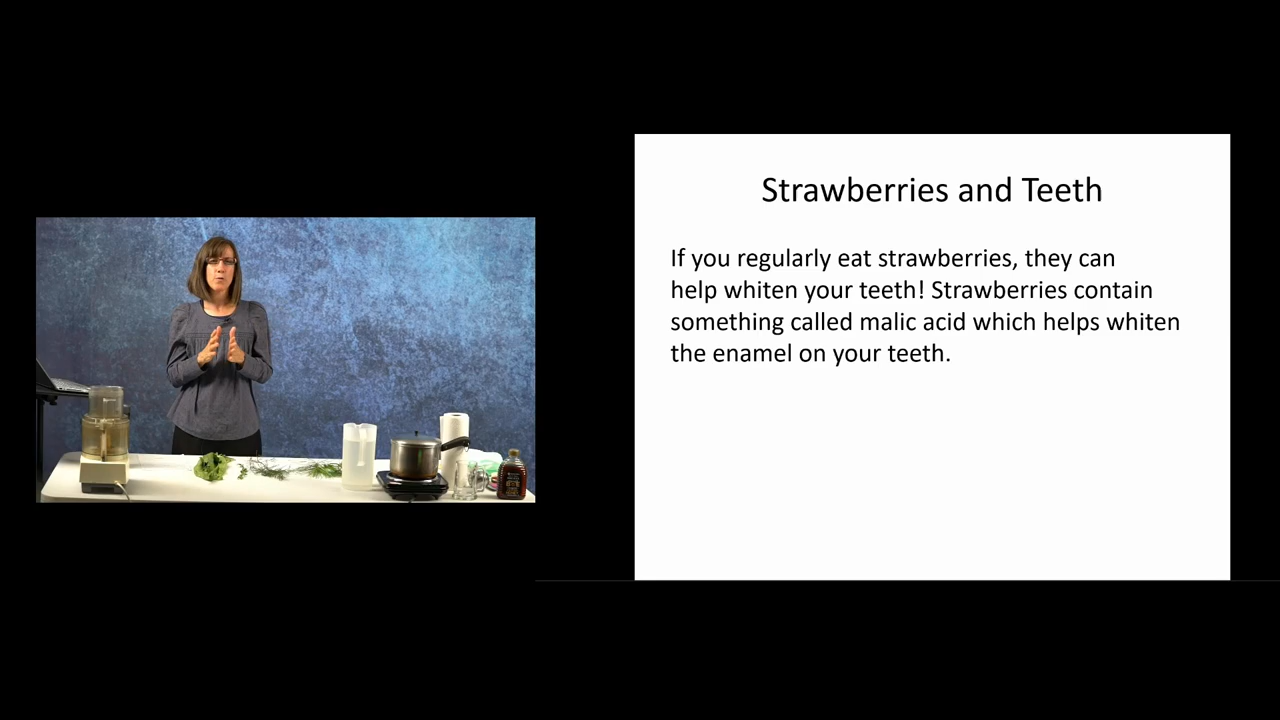 Strawberries and Teeth
If you regularly eat strawberries, they can
help whiten your teeth! Strawberries contain
something called malic acid which helps whiten
the enamel on your teeth.